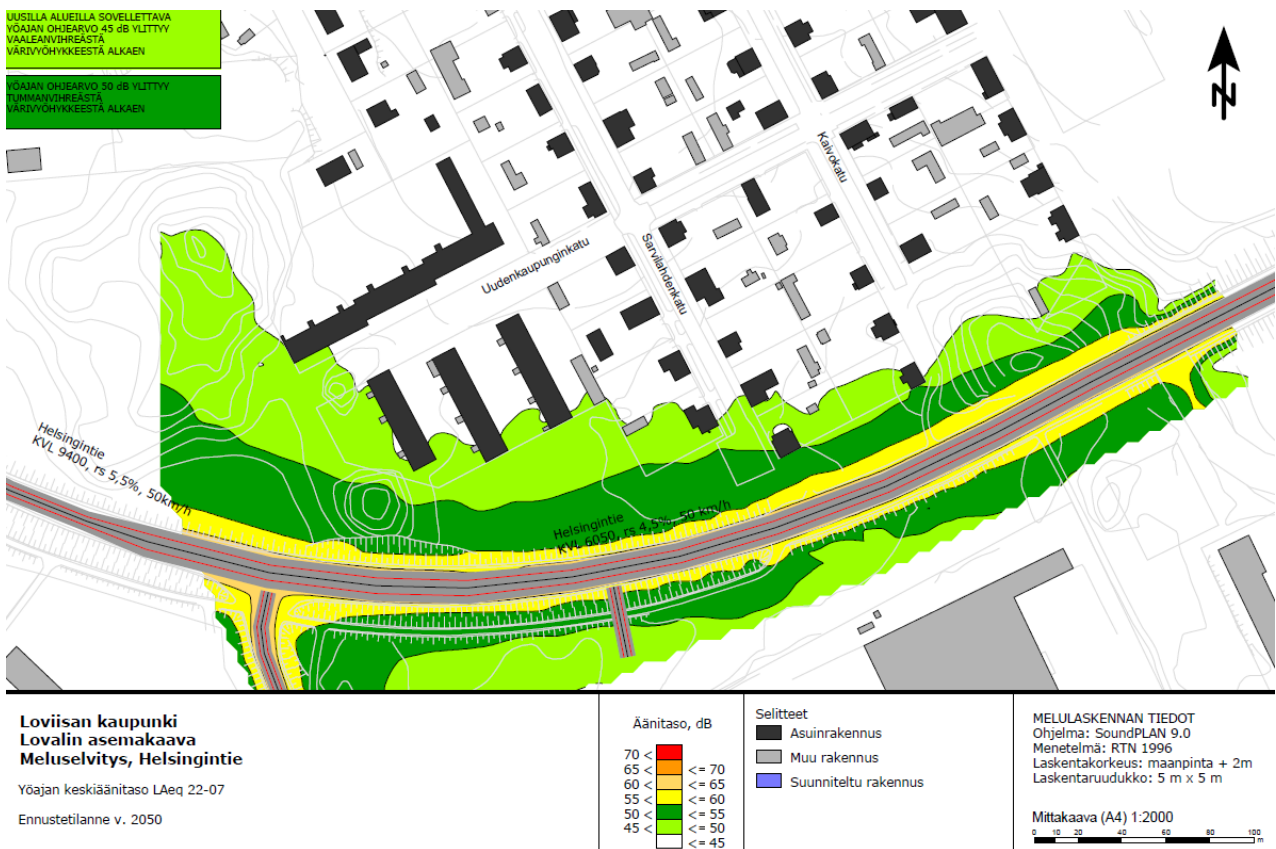 UUSILLA ALUEILLA SOVELLETTAVA
YÖAJAN OHJEARVO 45 dB YLITTYY
VAALEANVIHREÄSTÄ
VÄRIVYÖHYKKEESTÄ ALKAEN
YÖAJAN OHJEARVO 50 dB YLITTYY
TUMMANVIHREÄSTÄ
VÄRIVYÖHYKKEESTÄ ALKAEN
N
Kaivokatu
Sarvilahdenkatu
Uudenkaupunginkatu
Helsingintie
KVL 9400, rs 5,5%, 50km/h
Helsingintie
KVL 6050, rs 4,5%, 50 km/h
Loviisan kaupunki
Lovalin asemakaava
Meluselvitys, Helsingintie
Yöajan keskiäänitaso LAeq 22-07
Ennustetilanne v. 2050
Äänitaso, dB
70 <
65 < <= 70
60 < <= 65
55 < <= 60
50 < <= 55
45 < <= 50
<= 45
Selitteet
Asuinrakennus
Muu rakennus
Suunniteltu rakennus
MELULASKENNAN TIEDOT
Ohjelma: SoundPLAN 9.0
Menetelmä: RTN 1996
Laskentakorkeus: maanpinta + 2m
Laskentaruudukko: 5 m x 5 m
Mittakaava (A4) 1:2000
0 10 20 40 60 80 100
m